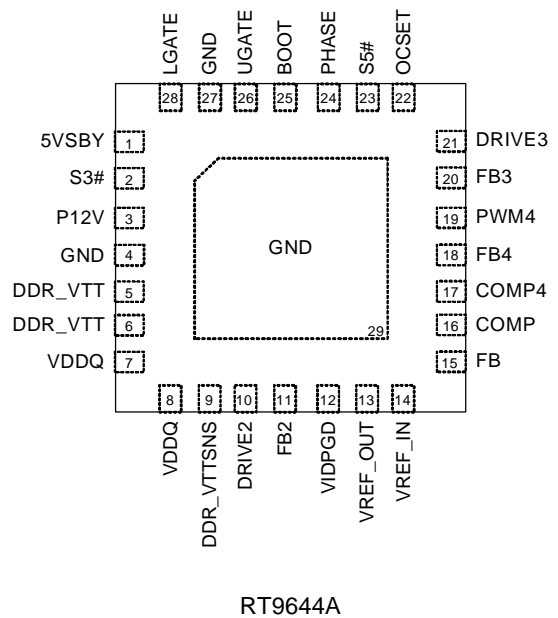 LGATE
GND
UGATE
BOOT
PHASE
S5#
OCSET
28
27
26
25
24
23
22
5VSBY 1
S3# 2
P12V 3
GND 4
DDR_VTT 5
DDR_VTT 6
VDDQ 7
GND
29
21 DRIVE3
20 FB3
19 PWM4
18 FB4
17 COMP4
16 COMP
15 FB
8
9
10
11
12
13
14
VDDQ
DDR_VTTSNS
DRIVE2
FB2
VIDPGD
VREF_OUT
VREF_IN
RT9644A